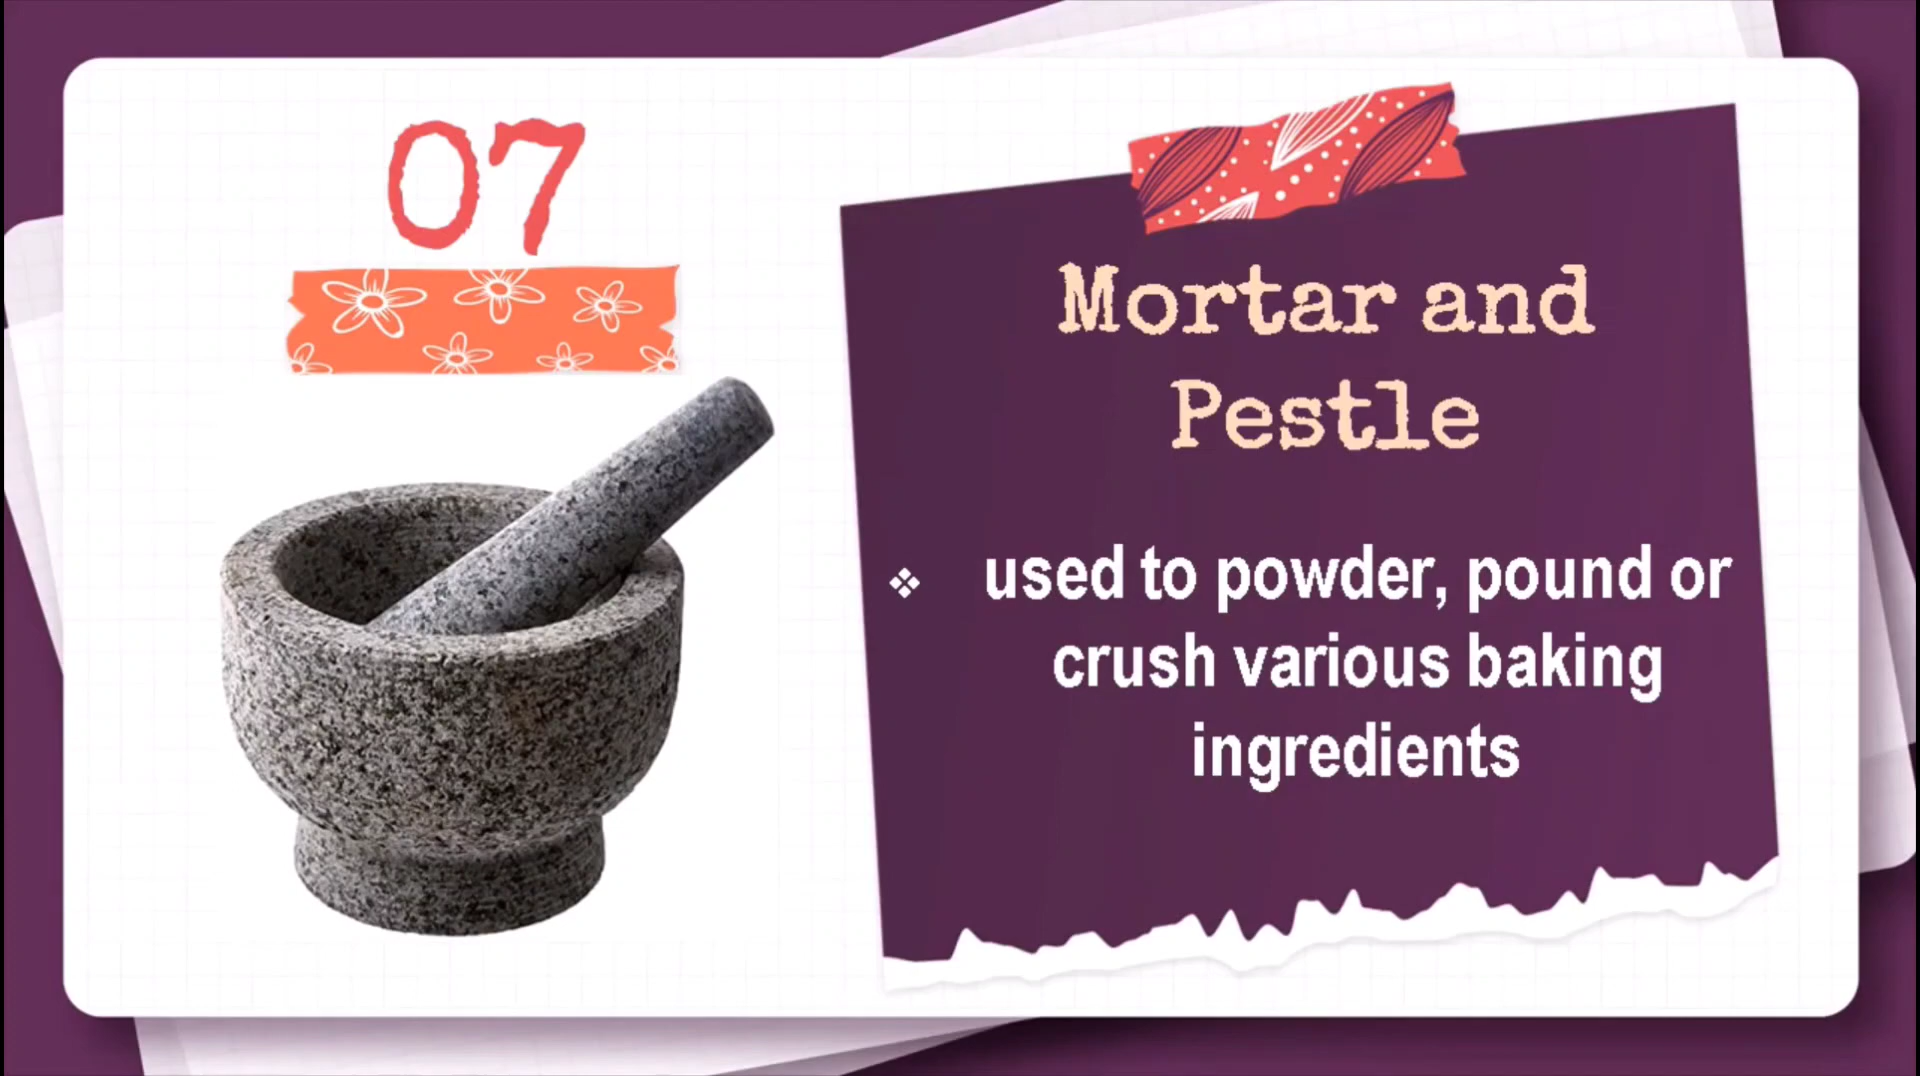 07
Mortar and
Pestle
❖ used to powder, pound or
crush various baking
ingredients